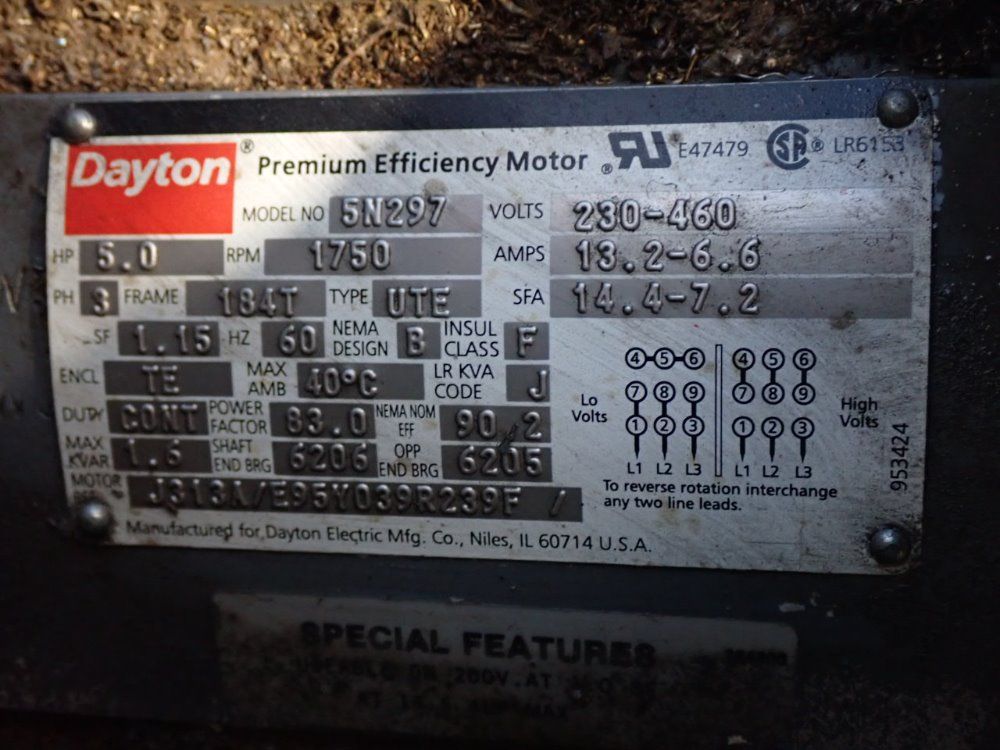 Dayton® Premium Efficiency Motor ®RU E47479 SA® LR6153
MODEL NO 5N297 VOLTS 230-460
HP 5.0 RPM 1750 AMPS 13.2-6.6
PH 3 FRAME 184T TYPE UTE SFA 14.4-7.2
SF 1.15 HZ 60 NEMA DESIGN B INSUL CLASS F
ENCL TE MAX AMB 40°C LR KVA CODE J
DUTY CONT POWER FACTOR 83.0 NEMA NOM EFF 90.2
MAX KVAR 1.6 SHAFT END BRG 6206 OPP END BRG 6205
MOTOR J313A/E95Y039R239F /
Manufactured for Dayton Electric Mfg. Co., Niles, IL 60714 U.S.A.
4 5 6 4 5 6
7 8 9 7 8 9
Lo Volts High Volts
1 2 3 1 2 3
L1 L2 L3 L1 L2 L3
To reverse rotation interchange
any two line leads.
953424
SPECIAL FEATURES
200V. AT